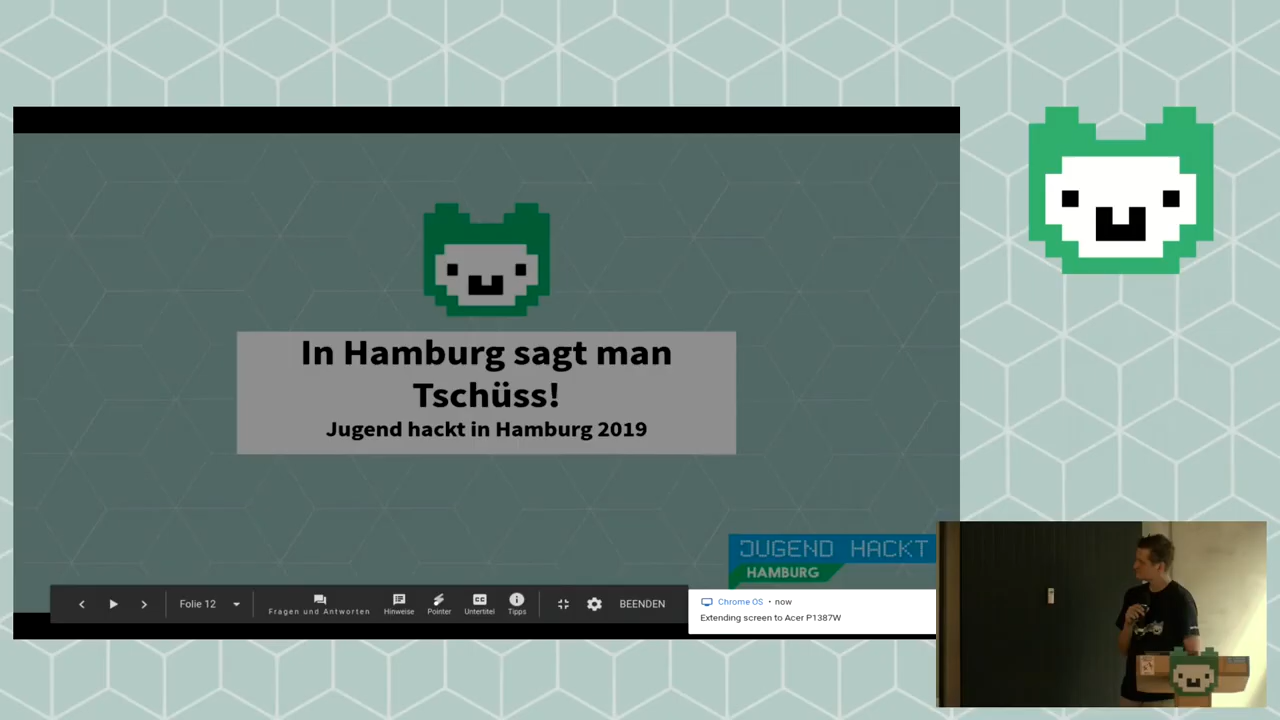 In Hamburg sagt man
Tschüss!
Jugend hackt in Hamburg 2019
JUGEND HACKT
HAMBURG
Folie 12
Fragen und Antworten
Hinweise
Pointer
Untertitel
Tipps
BEENDEN
Chrome OS • now
Extending screen to Acer P1387W